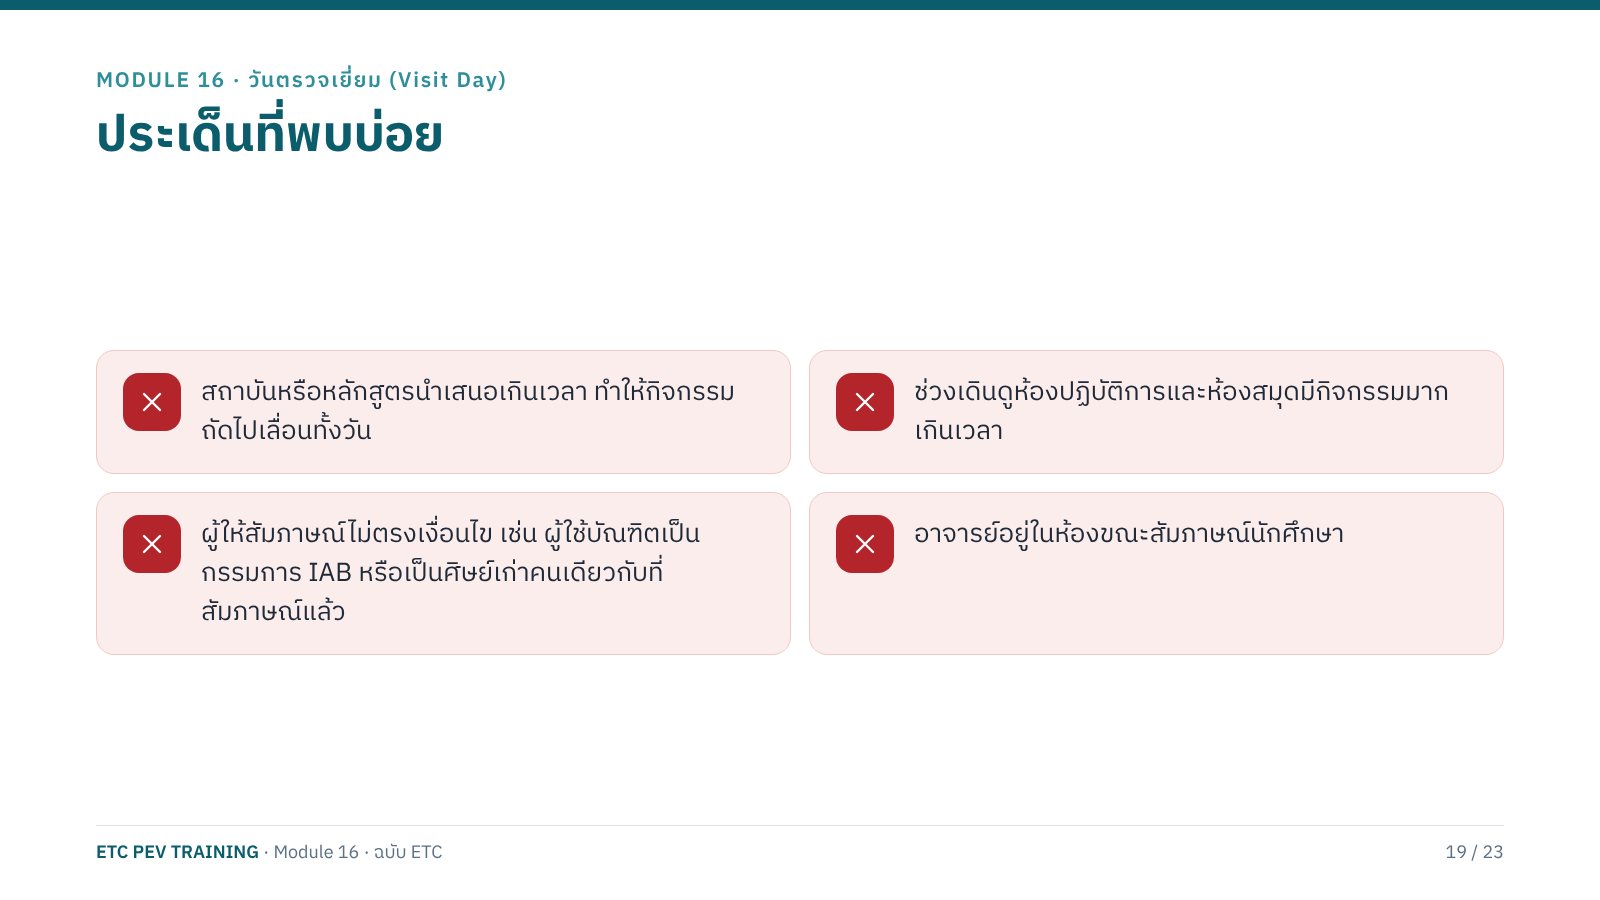 MODULE 16 · วันตรวจเยี่ยม (Visit Day)
ประเด็นที่พบบ่อย
สถาบันหรือหลักสูตรนำเสนอเกินเวลา ทำให้กิจกรรม
ถัดไปเลื่อนทั้งวัน
ช่วงเดินดูห้องปฏิบัติการและห้องสมุดมีกิจกรรมมาก
เกินเวลา
ผู้ให้สัมภาษณ์ไม่ตรงเงื่อนไข เช่น ผู้ใช้บัณฑิตเป็น
กรรมการ IAB หรือเป็นศิษย์เก่าคนเดียวกับที่
สัมภาษณ์แล้ว
อาจารย์อยู่ในห้องขณะสัมภาษณ์นักศึกษา
ETC PEV TRAINING · Module 16 · ฉบับ ETC
19 / 23